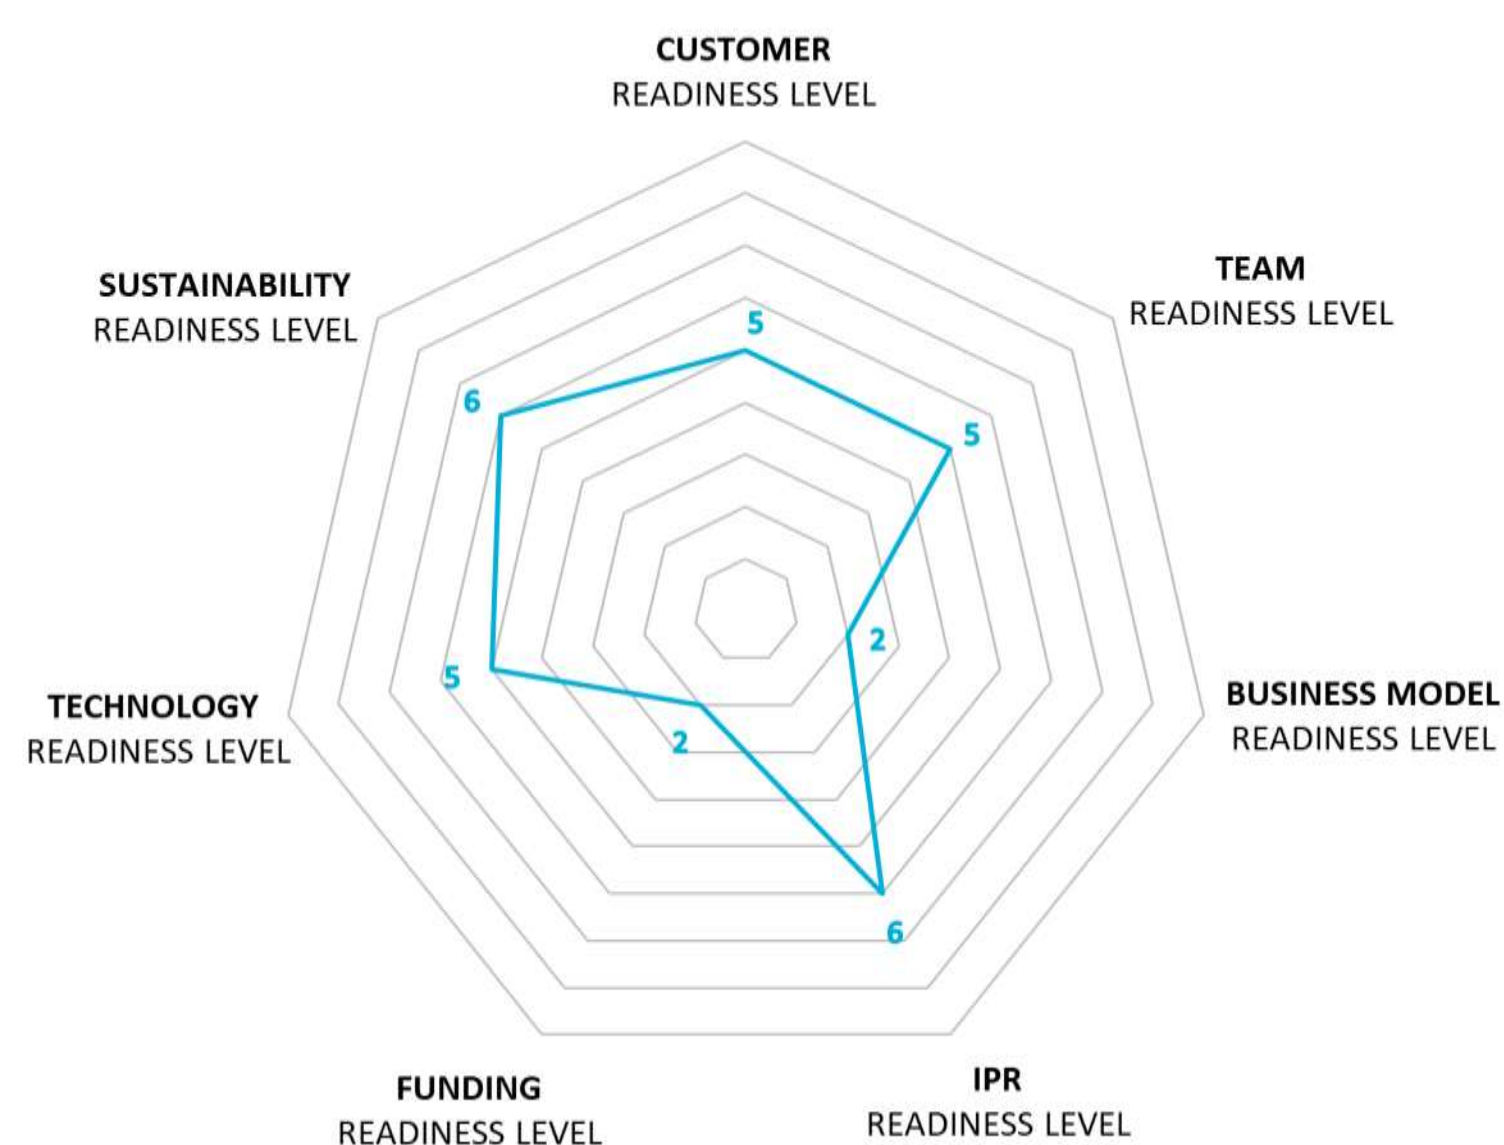 CUSTOMER
READINESS LEVEL
TEAM
READINESS LEVEL
SUSTAINABILITY
READINESS LEVEL
5
6
5
2
5
TECHNOLOGY
READINESS LEVEL
BUSINESS MODEL
READINESS LEVEL
2
6
FUNDING
READINESS LEVEL
IPR
READINESS LEVEL